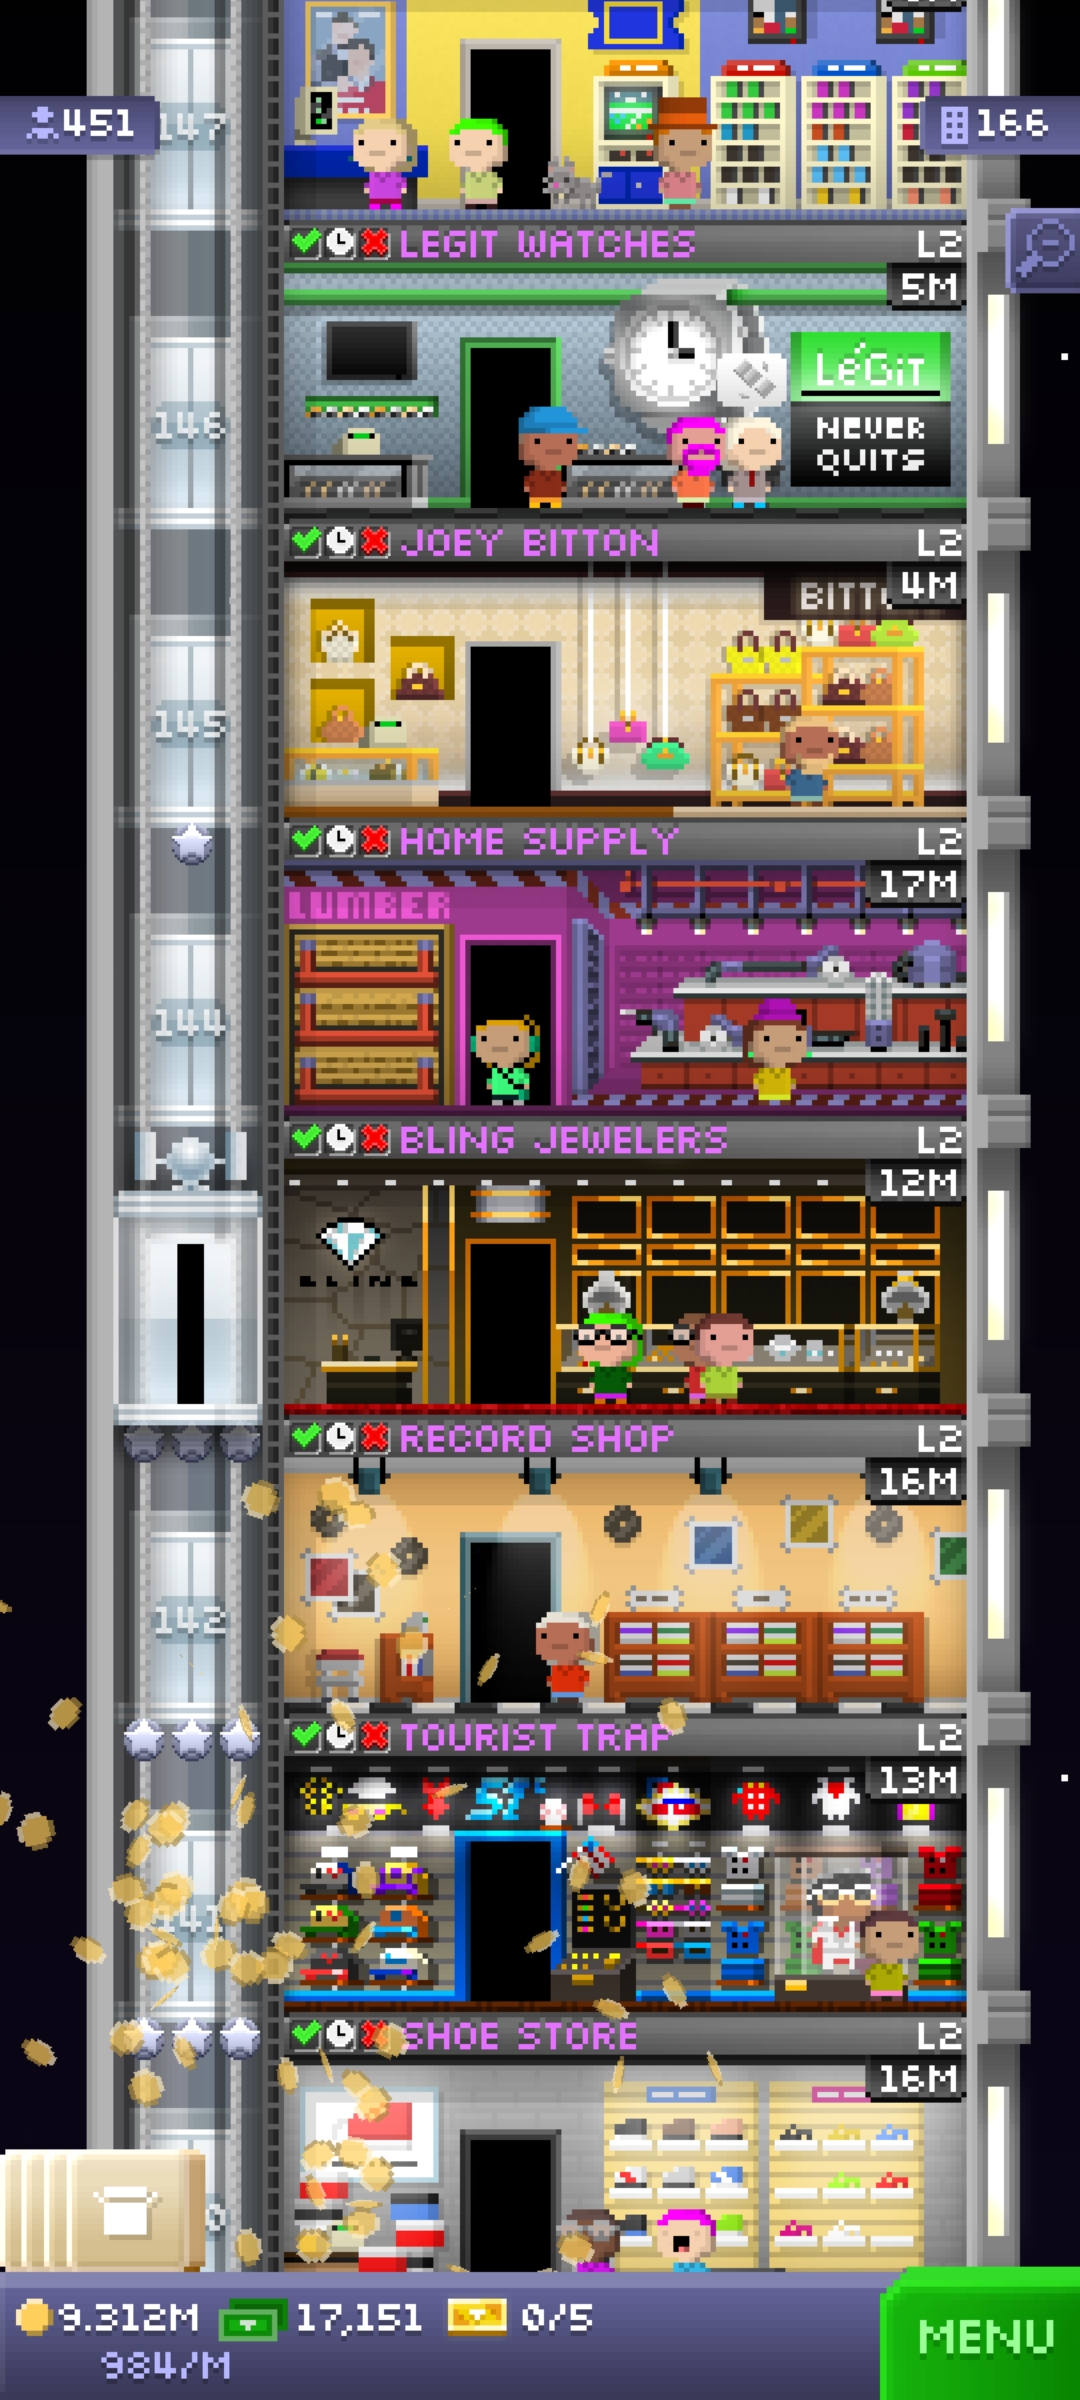 451
147
166
LEGIT WATCHES
L2
5M
LéGiT
NEVER
QUITS
146
JOEY BITTON
L2
4M
145
HOME SUPPLY
L2
17M
LUMBER
144
BLING JEWELERS
L2
12M
BLING
RECORD SHOP
L2
16M
142
TOURIST TRAP
L2
13M
141
SHOE STORE
L2
16M
9.312M
17,151
0/5
984/M
MENU